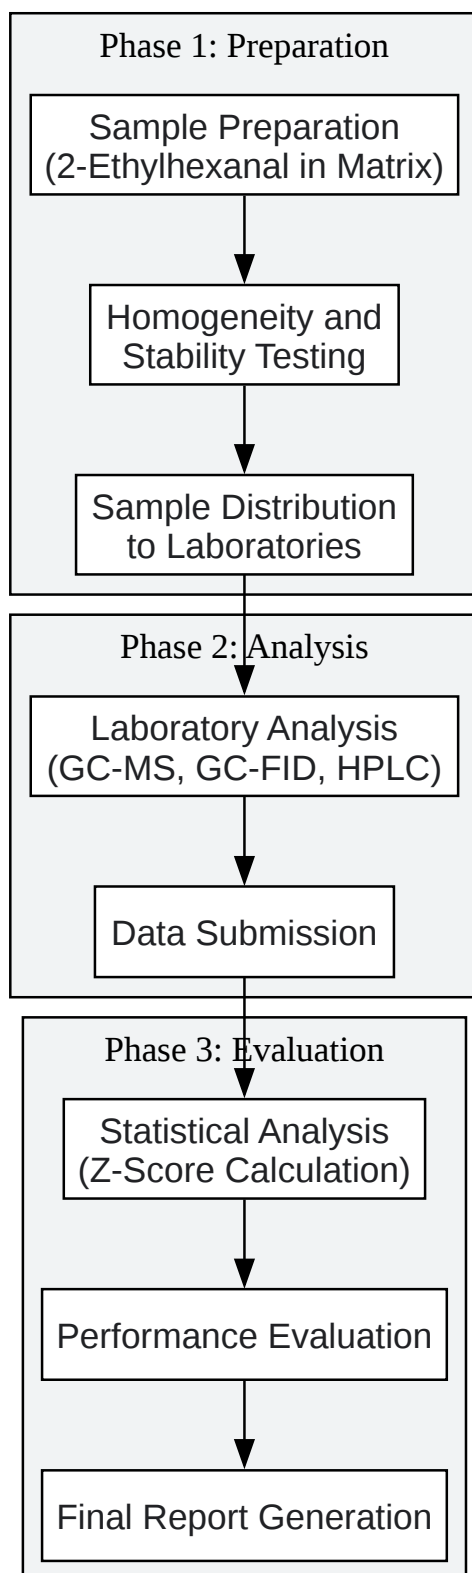 Phase 1: Preparation
Sample Preparation
(2-Ethylhexanal in Matrix)
Homogeneity and
Stability Testing
Sample Distribution
to Laboratories
Phase 2: Analysis
Laboratory Analysis
(GC-MS, GC-FID, HPLC)
Data Submission
Phase 3: Evaluation
Statistical Analysis
(Z-Score Calculation)
Performance Evaluation
Final Report Generation